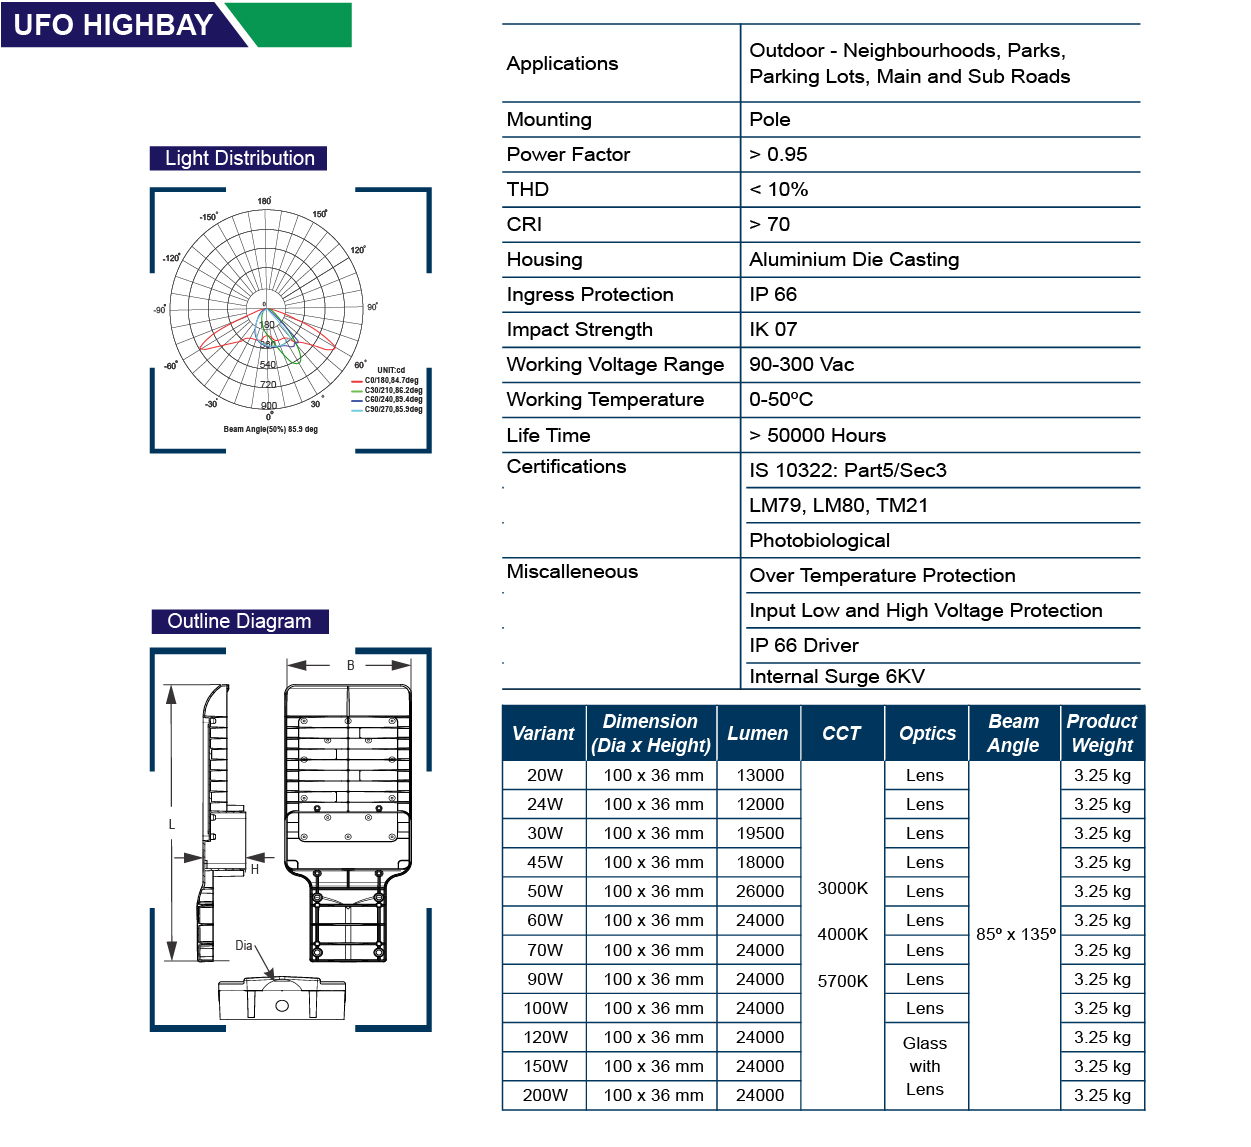 UFO HIGHBAY
Light Distribution
180°
-150°
150°
-120°
120°
-90°
90°
-60°
60°
-30°
30°
0°
0
180
360
540
720
900
UNIT:cd
C0/180,84.7deg
C30/210,86.2deg
C60/240,89.4deg
C90/270,85.9deg
Beam Angle(50%) 85.9 deg
Outline Diagram
B
L
H
Dia
Applications
Outdoor - Neighbourhoods, Parks,
Parking Lots, Main and Sub Roads
Mounting Pole
Power Factor > 0.95
THD < 10%
CRI > 70
Housing Aluminium Die Casting
Ingress Protection IP 66
Impact Strength IK 07
Working Voltage Range 90-300 Vac
Working Temperature 0-50ºC
Life Time > 50000 Hours
Certifications IS 10322: Part5/Sec3
LM79, LM80, TM21
Photobiological
Miscalleneous Over Temperature Protection
Input Low and High Voltage Protection
IP 66 Driver
Internal Surge 6KV
Variant Dimension (Dia x Height) Lumen CCT Optics Beam Angle Product Weight
20W 100 x 36 mm 13000 Lens 3.25 kg
24W 100 x 36 mm 12000 Lens 3.25 kg
30W 100 x 36 mm 19500 Lens 3.25 kg
45W 100 x 36 mm 18000 Lens 3.25 kg
50W 100 x 36 mm 26000 3000K Lens 3.25 kg
60W 100 x 36 mm 24000 Lens 3.25 kg
70W 100 x 36 mm 24000 4000K Lens 85º x 135º 3.25 kg
90W 100 x 36 mm 24000 5700K Lens 3.25 kg
100W 100 x 36 mm 24000 Lens 3.25 kg
120W 100 x 36 mm 24000 Glass 3.25 kg
150W 100 x 36 mm 24000 with 3.25 kg
200W 100 x 36 mm 24000 Lens 3.25 kg